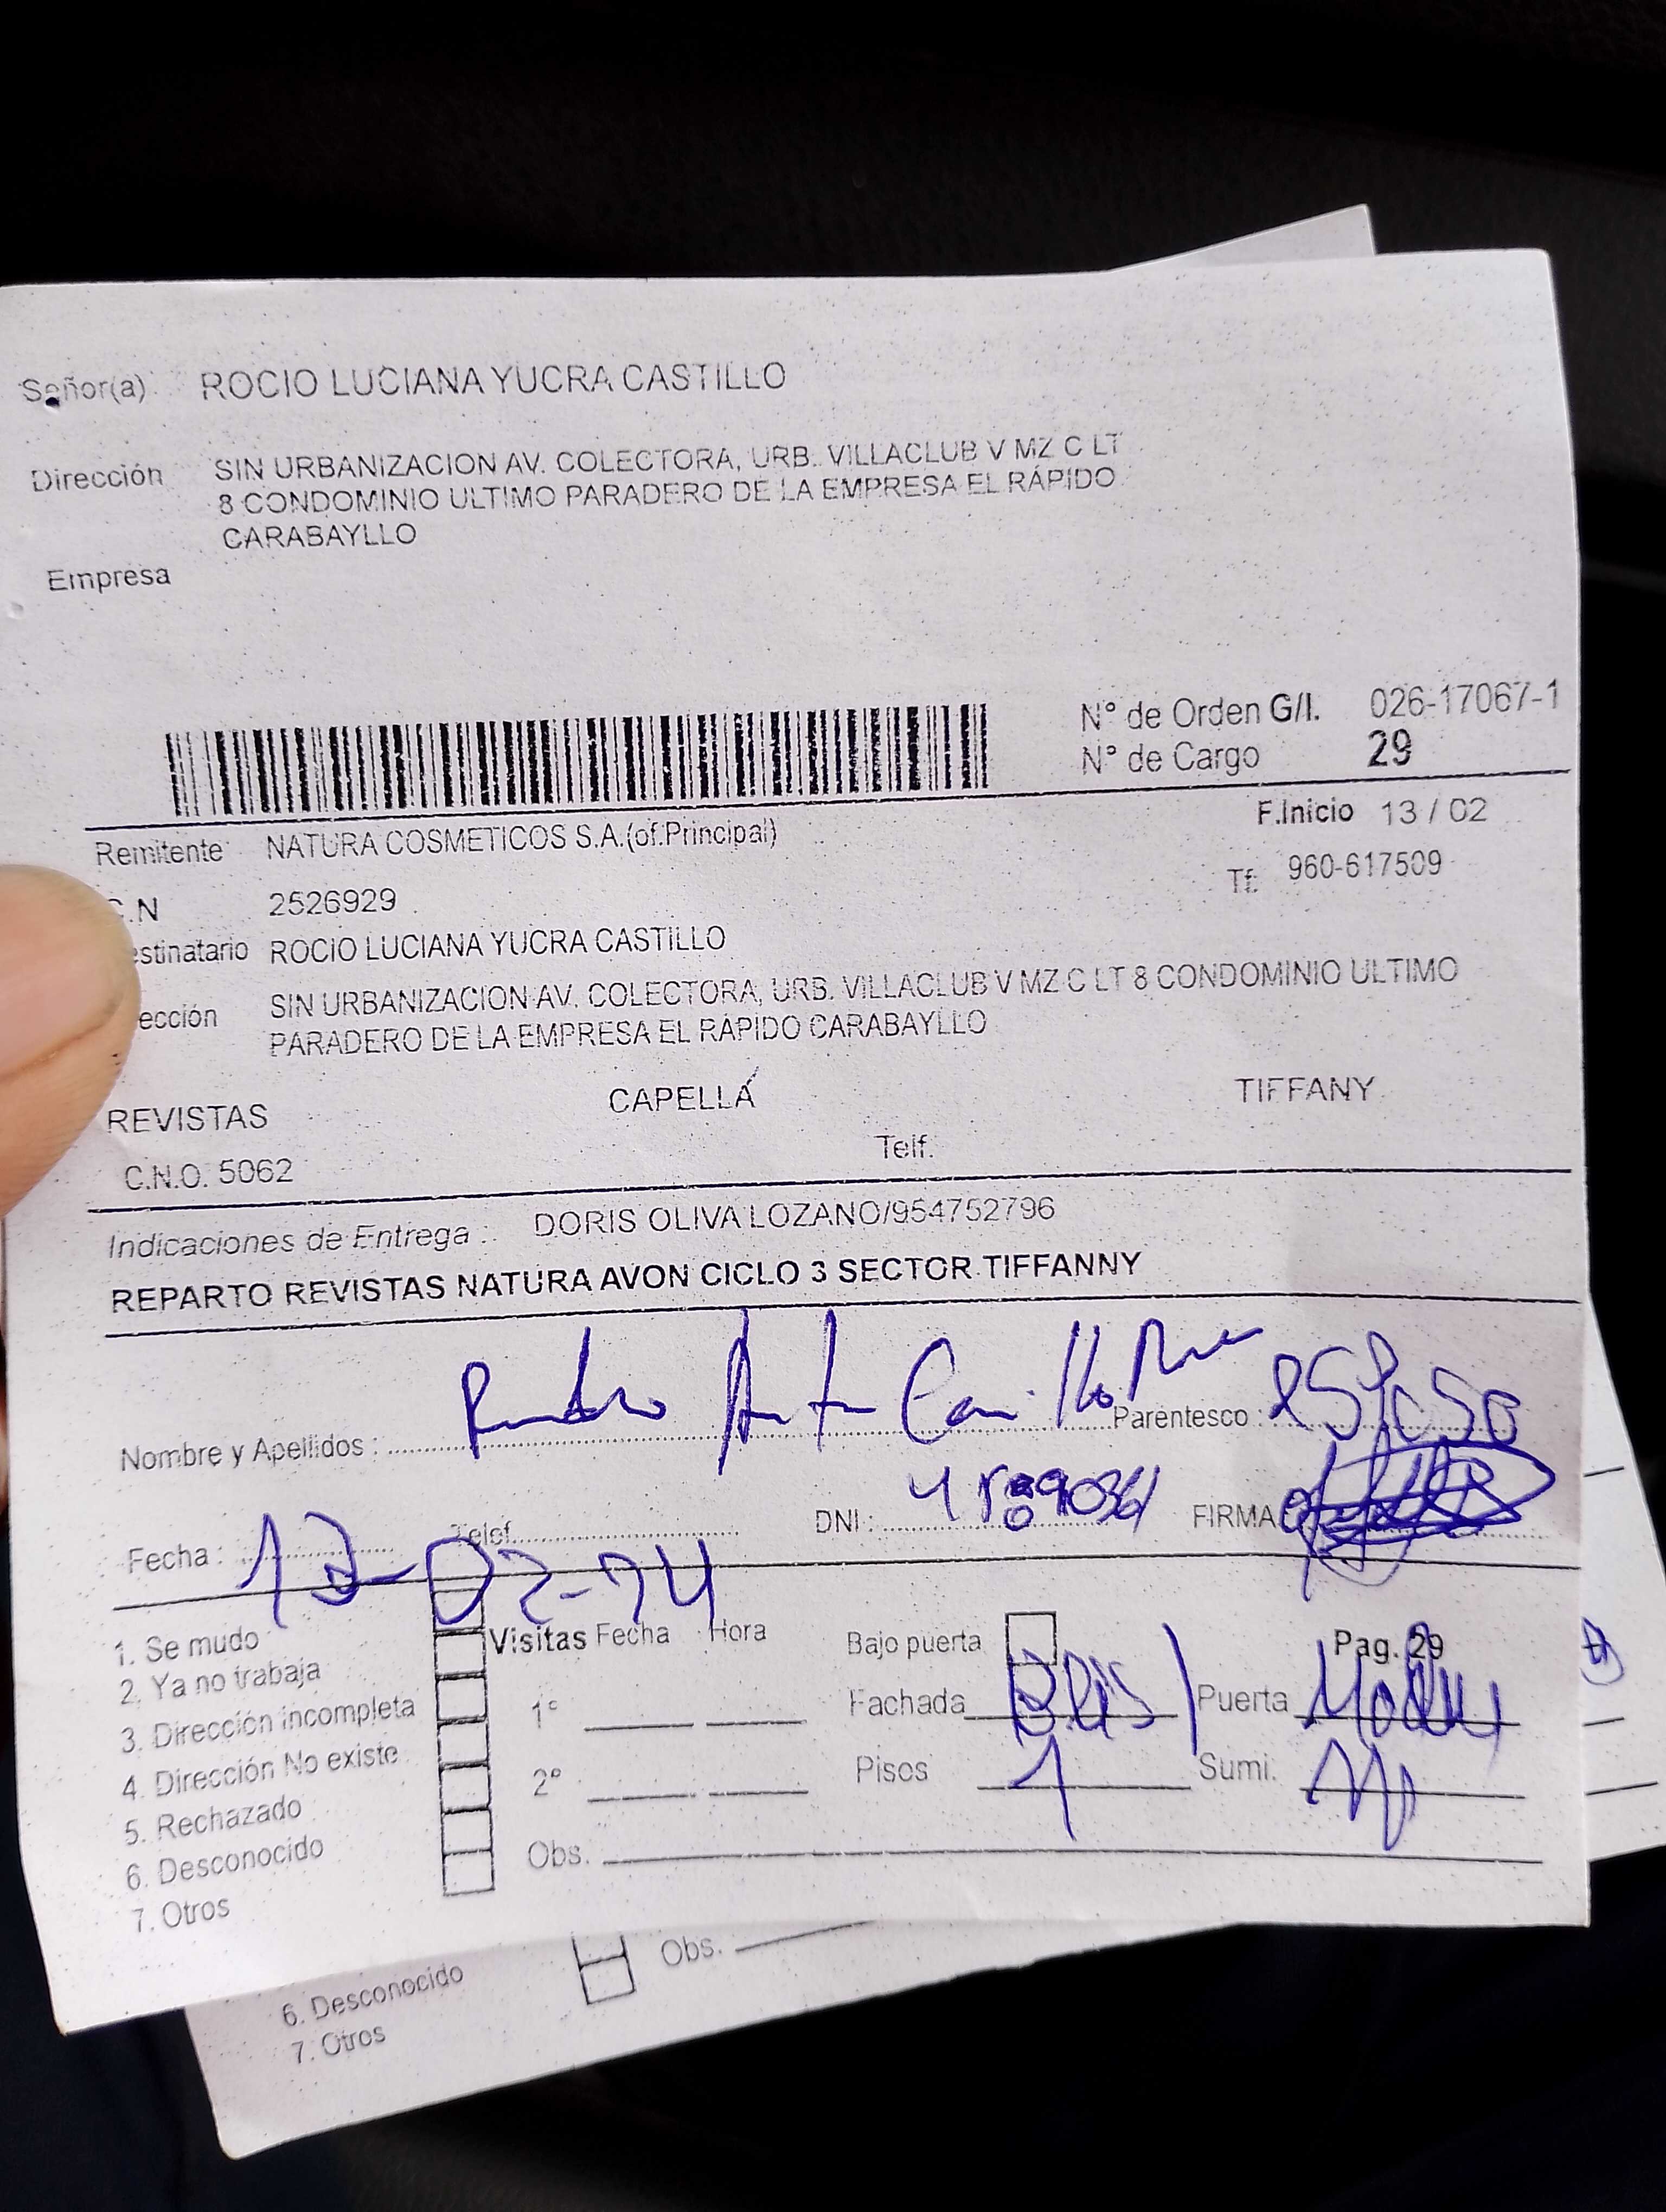 Señor(a) ROCIO LUCIANA YUCRA CASTILLO
Dirección SIN URBANIZACION AV. COLECTORA, URB. VILLACLUB V MZ C LT
8 CONDOMINIO ULTIMO PARADERO DE LA EMPRESA EL RÁPIDO
CARABAYLLO
Empresa
N° de Orden G/I. 026-17067-1
N° de Cargo 29
F.Inicio 13 / 02
Remitente NATURA COSMETICOS S.A.(of.Principal)
Tf. 960-617509
C.N 2526929
estinatario ROCIO LUCIANA YUCRA CASTILLO
ección SIN URBANIZACION AV. COLECTORA, URB. VILLACLUB V MZ C LT 8 CONDOMINIO ULTIMO
PARADERO DE LA EMPRESA EL RÁPIDO CARABAYLLO
REVISTAS CAPELLA TIFFANY
C.N.O. 5062 Telf.
Indicaciones de Entrega : DORIS OLIVA LOZANO/954752796
REPARTO REVISTAS NATURA AVON CICLO 3 SECTOR TIFFANNY
Nombre y Apellidos : Parentesco : esposo
Fecha : Telef. DNI : FIRMA
1. Se mudo Visitas Fecha Hora Bajo puerta Pag. 29
2. Ya no trabaja
3. Dirección incompleta 1° Fachada Puerta
4. Dirección No existe 2° Pisos 1 Sumi.
5. Rechazado
6. Desconocido Obs.
7. Otros
6. Desconocido Obs.
7. Otros